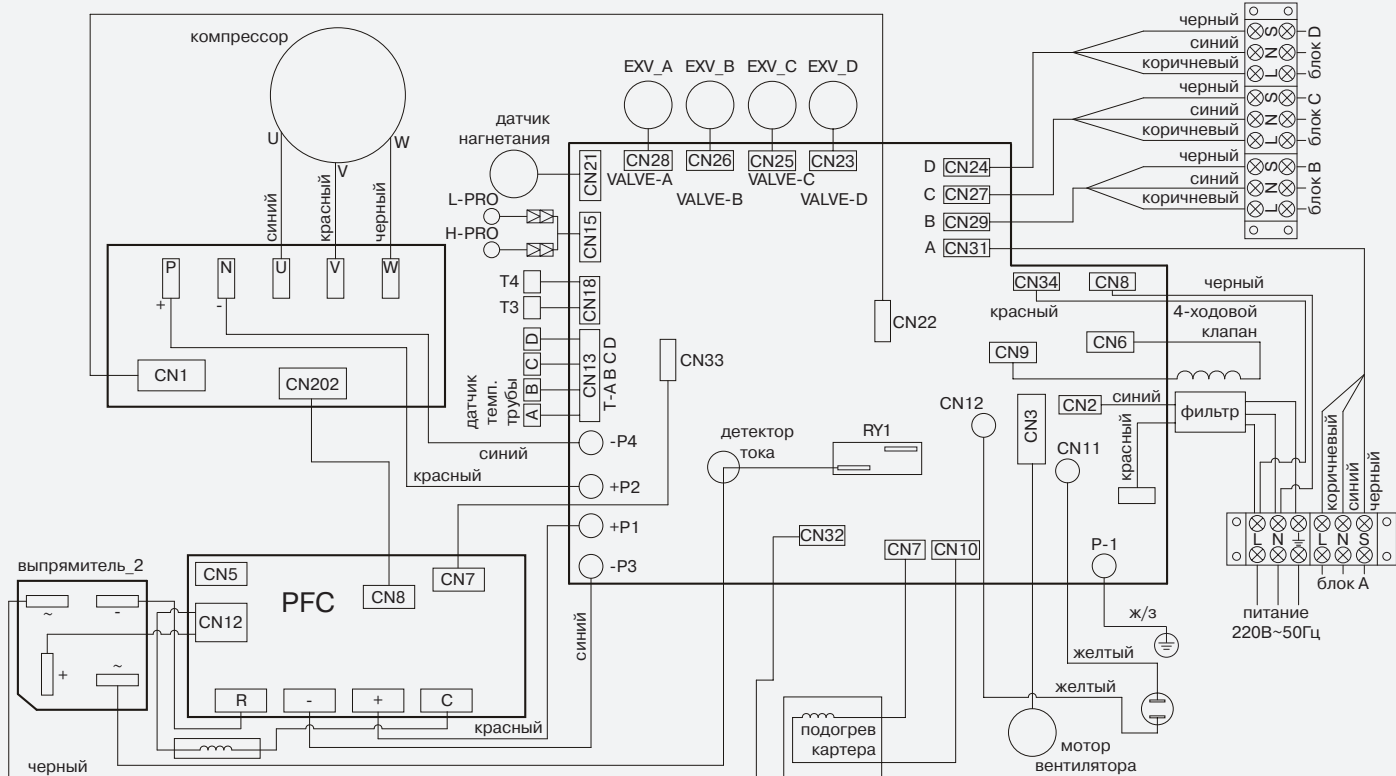 компрессор
U
V
W
синий
красный
черный
P
N
U
V
W
+
-
CN1
CN202
датчик
нагнетания
CN21
L-PRO
H-PRO
CN15
T4
T3
CN18
D
C
B
A
CN13
T-A B C D
датчик
темп.
трубы
EXV_A
EXV_B
EXV_C
EXV_D
CN28
CN26
CN25
CN23
VALVE-A
VALVE-B
VALVE-C
VALVE-D
D
CN24
C
CN27
B
CN29
A
CN31
черный
синий
коричневый
S
N
L
блок D
черный
синий
коричневый
S
N
L
блок C
черный
синий
коричневый
S
N
L
блок B
CN22
CN33
CN34
CN8
черный
красный
4-ходовой
клапан
CN6
CN9
CN2
синий
фильтр
красный
CN12
CN3
CN11
коричневый
синий
черный
-P4
синий
красный
+P2
+P1
-P3
детектор
тока
RY1
CN32
CN7
CN10
P-1
L
N
L
N
S
блок A
питание
220В~50Гц
ж/з
желтый
желтый
мотор
вентилятора
подогрев
картера
выпрямитель_2
~
-
+
~
CN5
CN12
PFC
CN8
CN7
R
-
+
C
синий
красный
черный